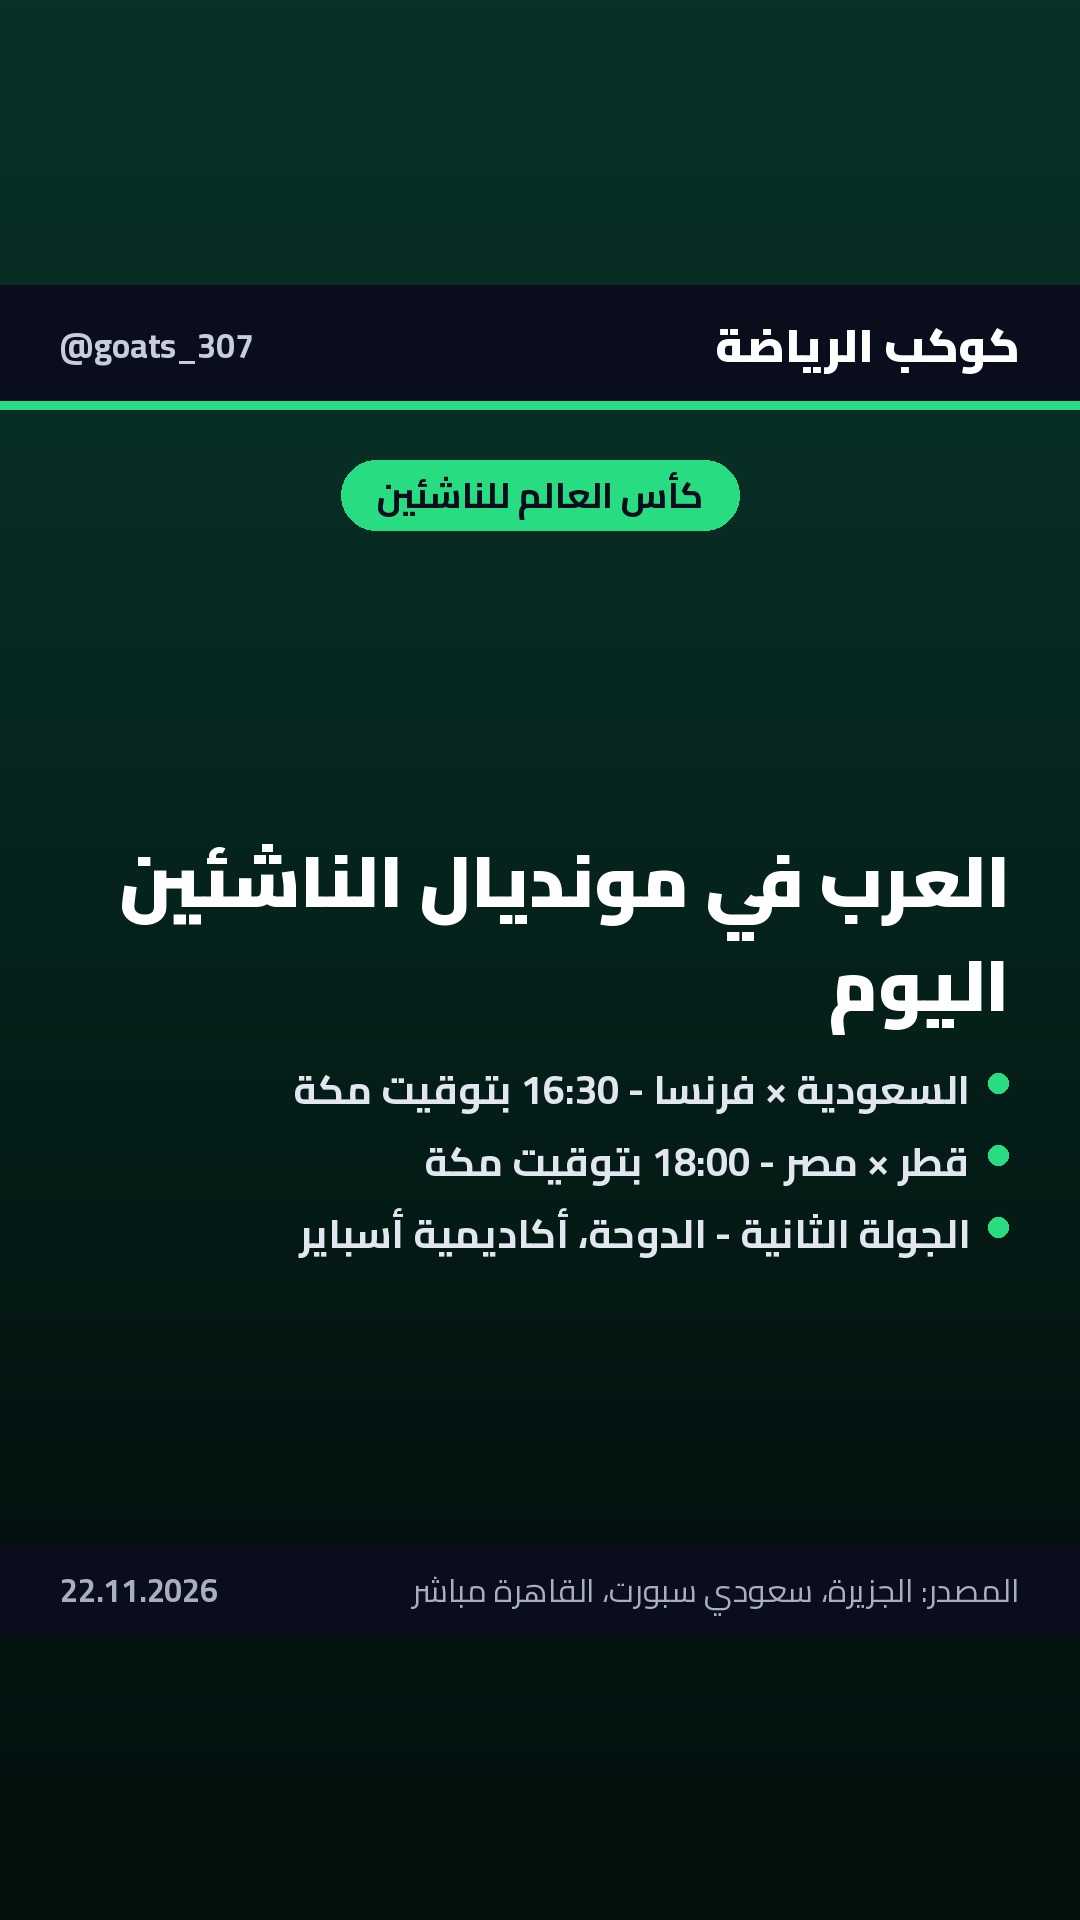 كوكب الرياضة
@goats_307
كأس العالم للناشئين
العرب في مونديال الناشئين
اليوم
السعودية × فرنسا - 16:30 بتوقيت مكة
قطر × مصر - 18:00 بتوقيت مكة
الجولة الثانية - الدوحة، أكاديمية أسباير
المصدر: الجزيرة، سعودي سبورت، القاهرة مباشر
22.11.2026